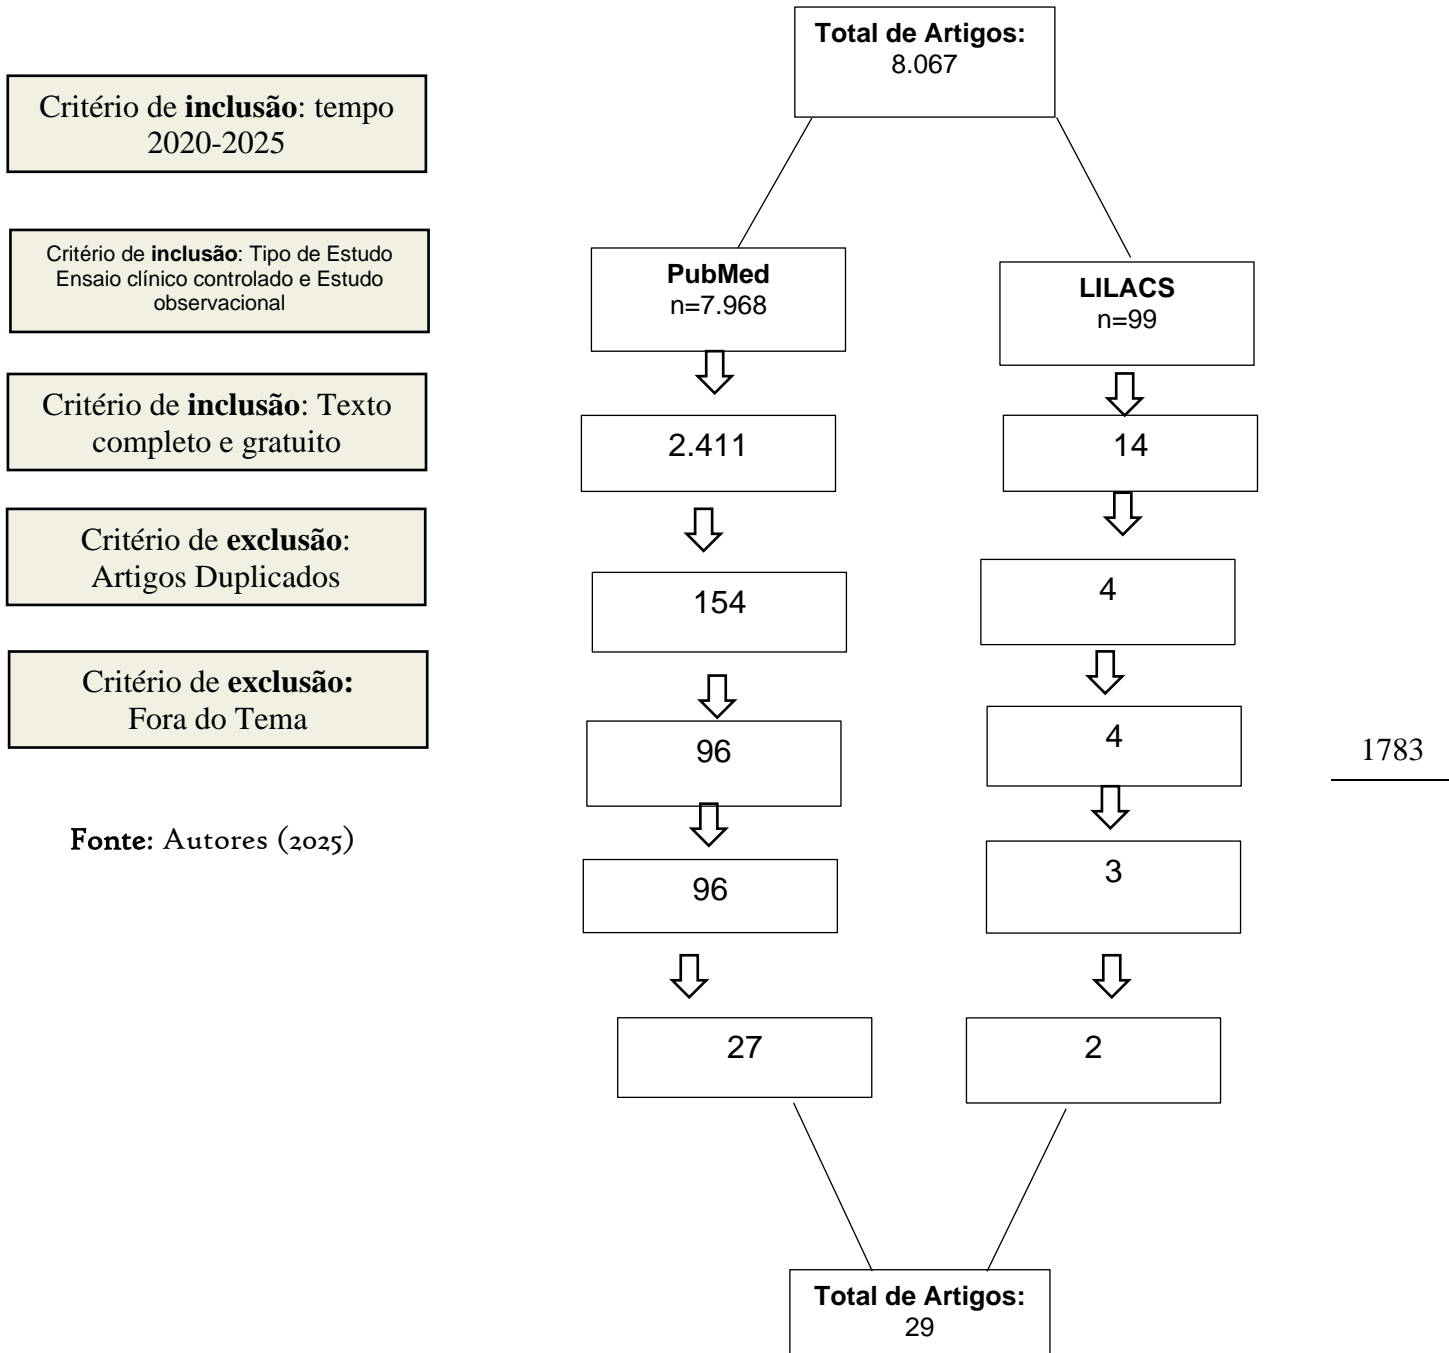 Total de Artigos:
8.067
Critério de inclusão: tempo
2020-2025
Critério de inclusão: Tipo de Estudo
Ensaio clínico controlado e Estudo
observacional
Critério de inclusão: Texto
completo e gratuito
Critério de exclusão:
Artigos Duplicados
Critério de exclusão:
Fora do Tema
Fonte: Autores (2025)
PubMed
n=7.968
2.411
154
96
96
27
LILACS
n=99
14
4
4
3
2
Total de Artigos:
29
1783